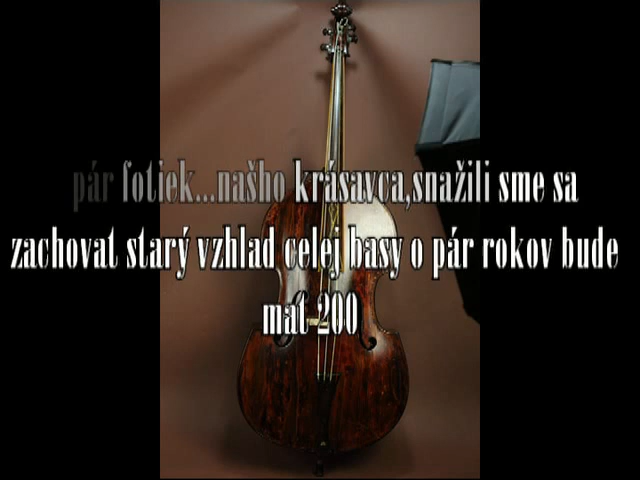 pár fotiek...našho krásavca,snažili sme sa
zachovat starý vzhlad celej basy o pár rokov bude
mat 200